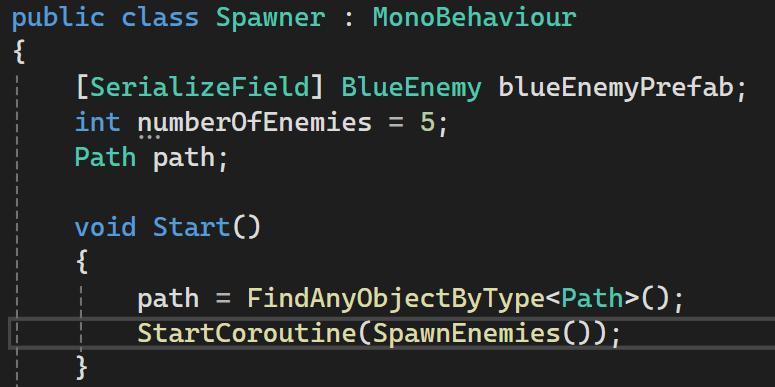 public class Spawner : MonoBehaviour
{
[SerializeField] BlueEnemy blueEnemyPrefab;
int numberOfEnemies = 5;
Path path;
void Start()
{
path = FindAnyObjectByType<Path>();
StartCoroutine(SpawnEnemies());
}